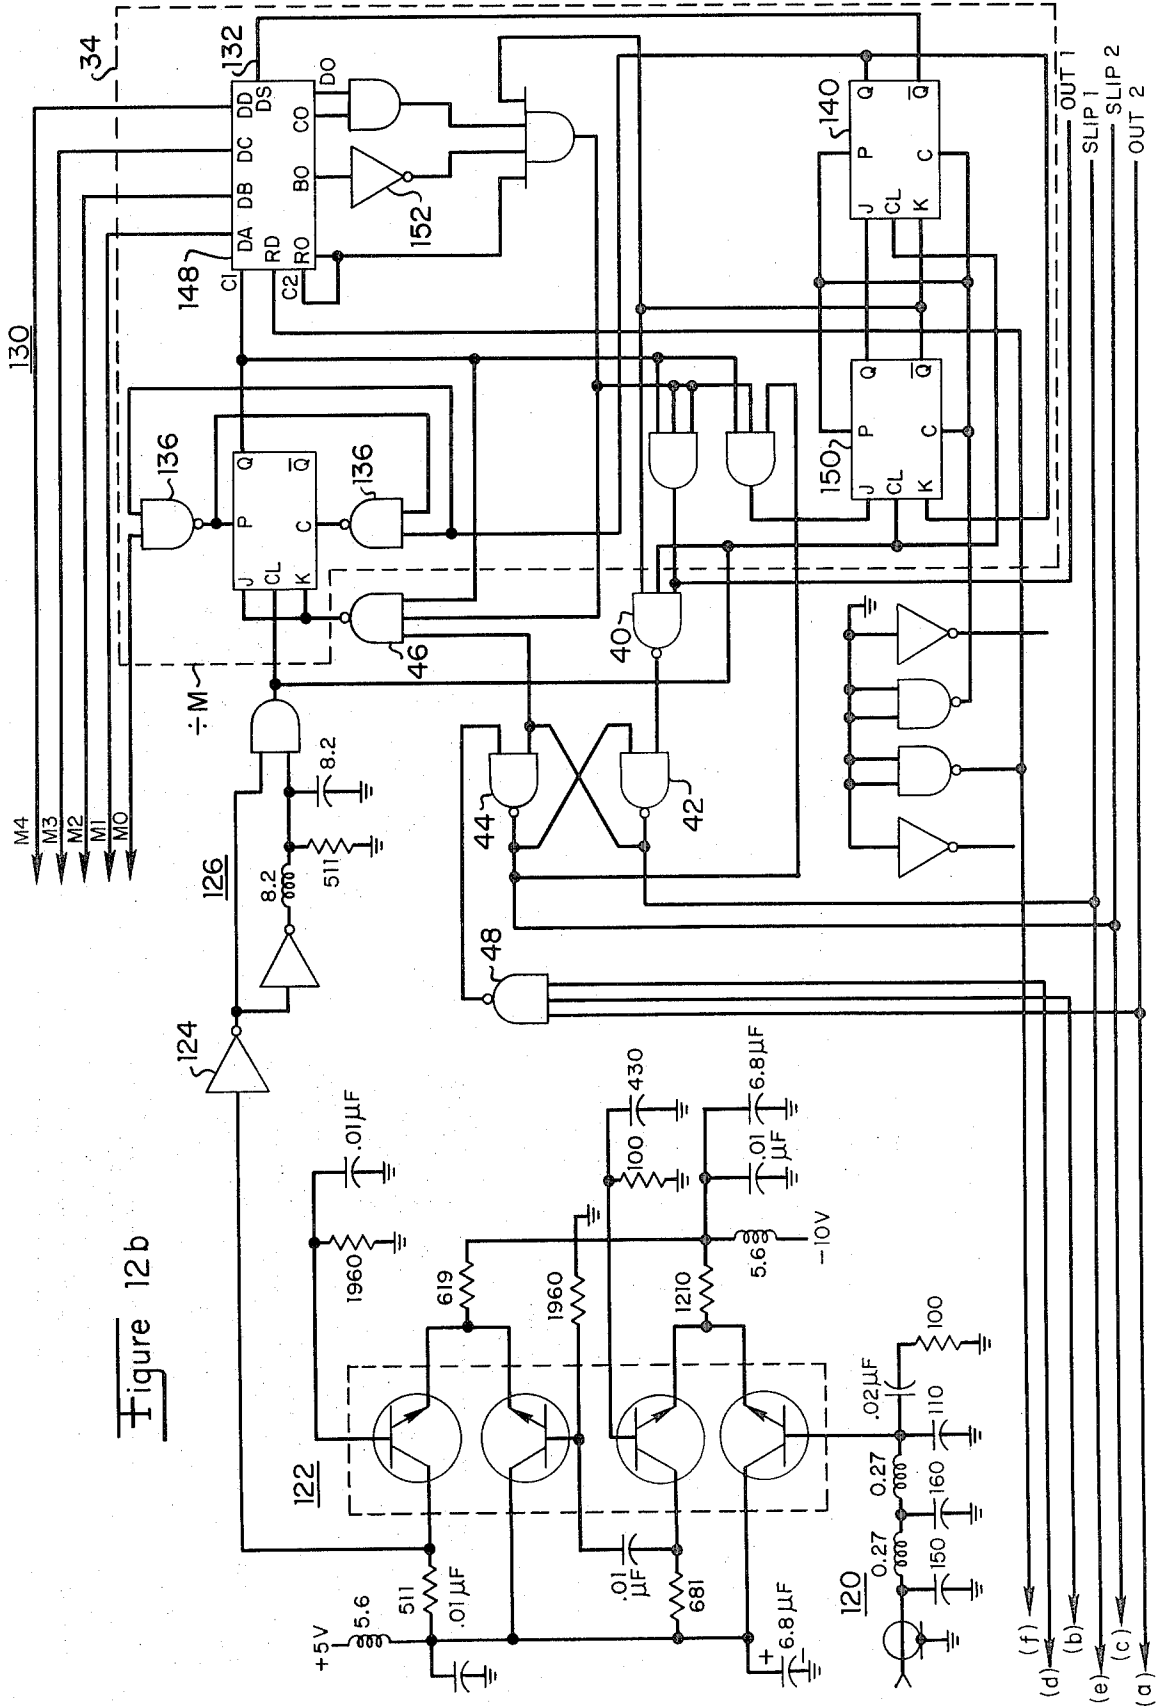 Figure 12b
130
M4
M3
M2
M1
M0
34
÷M
132
DD
DS
DC
DB
DA
148
C1
RD
C2
RO
BO
CO
DO
152
136
P
J
CL
K
C
Q
Q̅
136
46
126
124
8.2
8.2
511
48
44
42
40
140
P
J
CL
K
C
Q
Q̅
150
P
J
CL
K
C
Q
Q̅
OUT 1
SLIP 1
SLIP 2
OUT 2
122
1960
.01μF
619
1960
1210
100
430
.01
μF
6.8μF
5.6
-10V
+5V
5.6
511
.01μF
.01
μF
681
+
-
6.8μF
120
0.27
0.27
150
160
110
.02μF
100
(f)
(d)
(b)
(e)
(c)
(a)